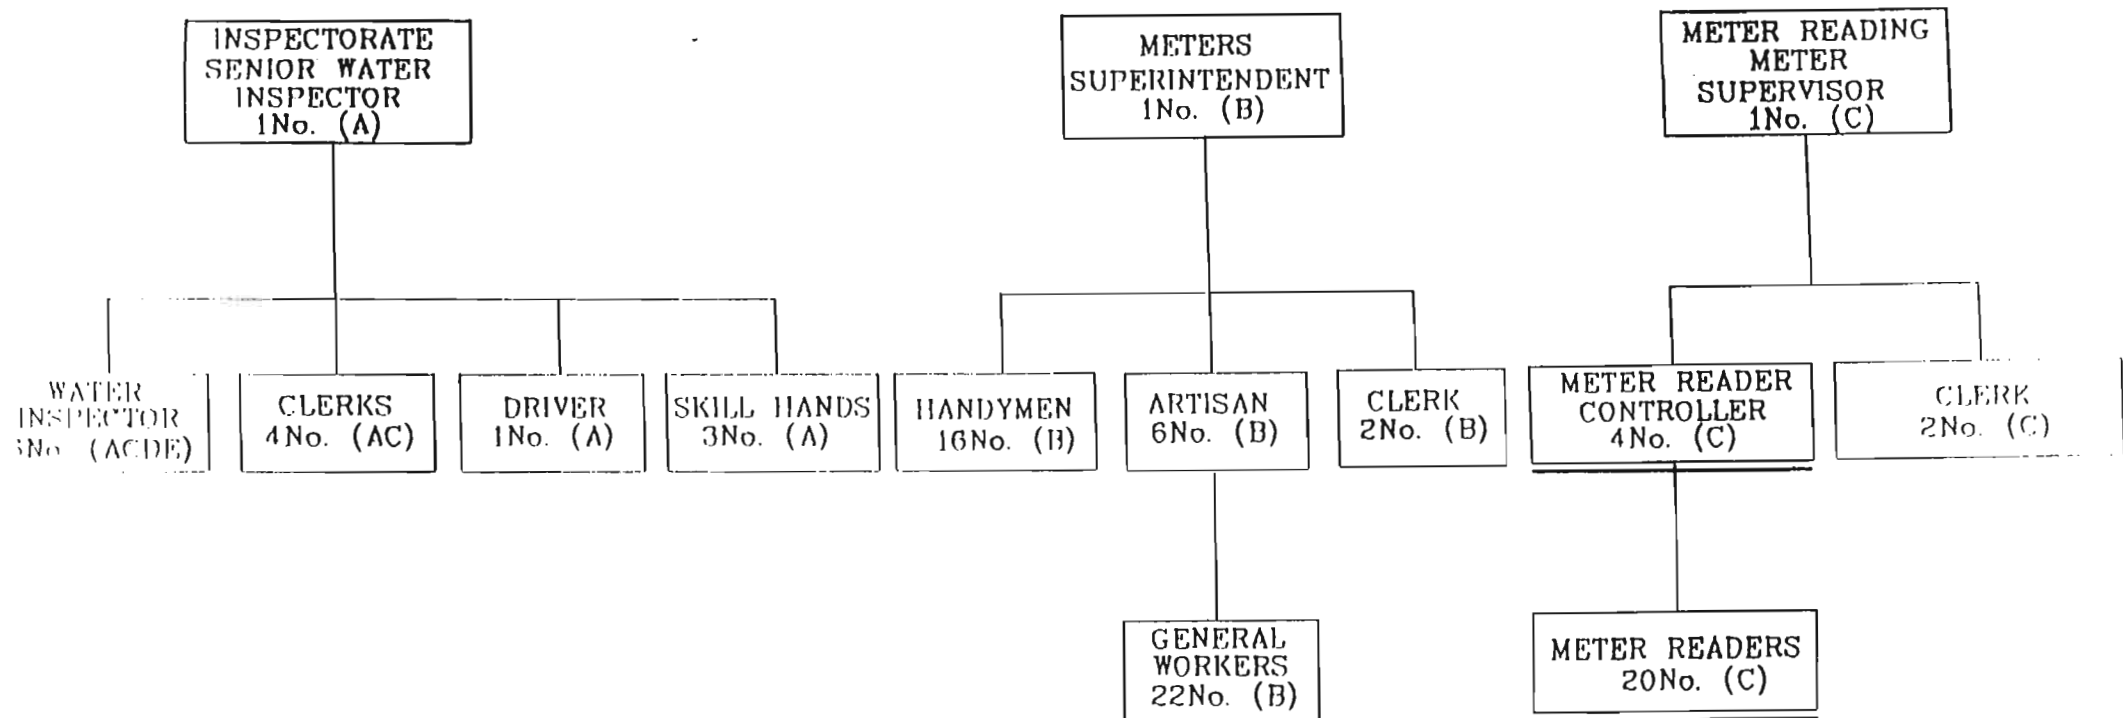 INSPECTORATE
SENIOR WATER
INSPECTOR
1No. (A)
METERS
SUPERINTENDENT
1No. (B)
METER READING
METER
SUPERVISOR
1No. (C)
WATER
INSPECTOR
(ACDE)
CLERKS
4No. (AC)
DRIVER
1No. (A)
SKILL HANDS
3No. (A)
HANDYMEN
16No. (B)
ARTISAN
6No. (B)
CLERK
2No. (B)
METER READER
CONTROLLER
4No. (C)
CLERK
2No. (C)
GENERAL
WORKERS
22No. (B)
METER READERS
20No. (C)